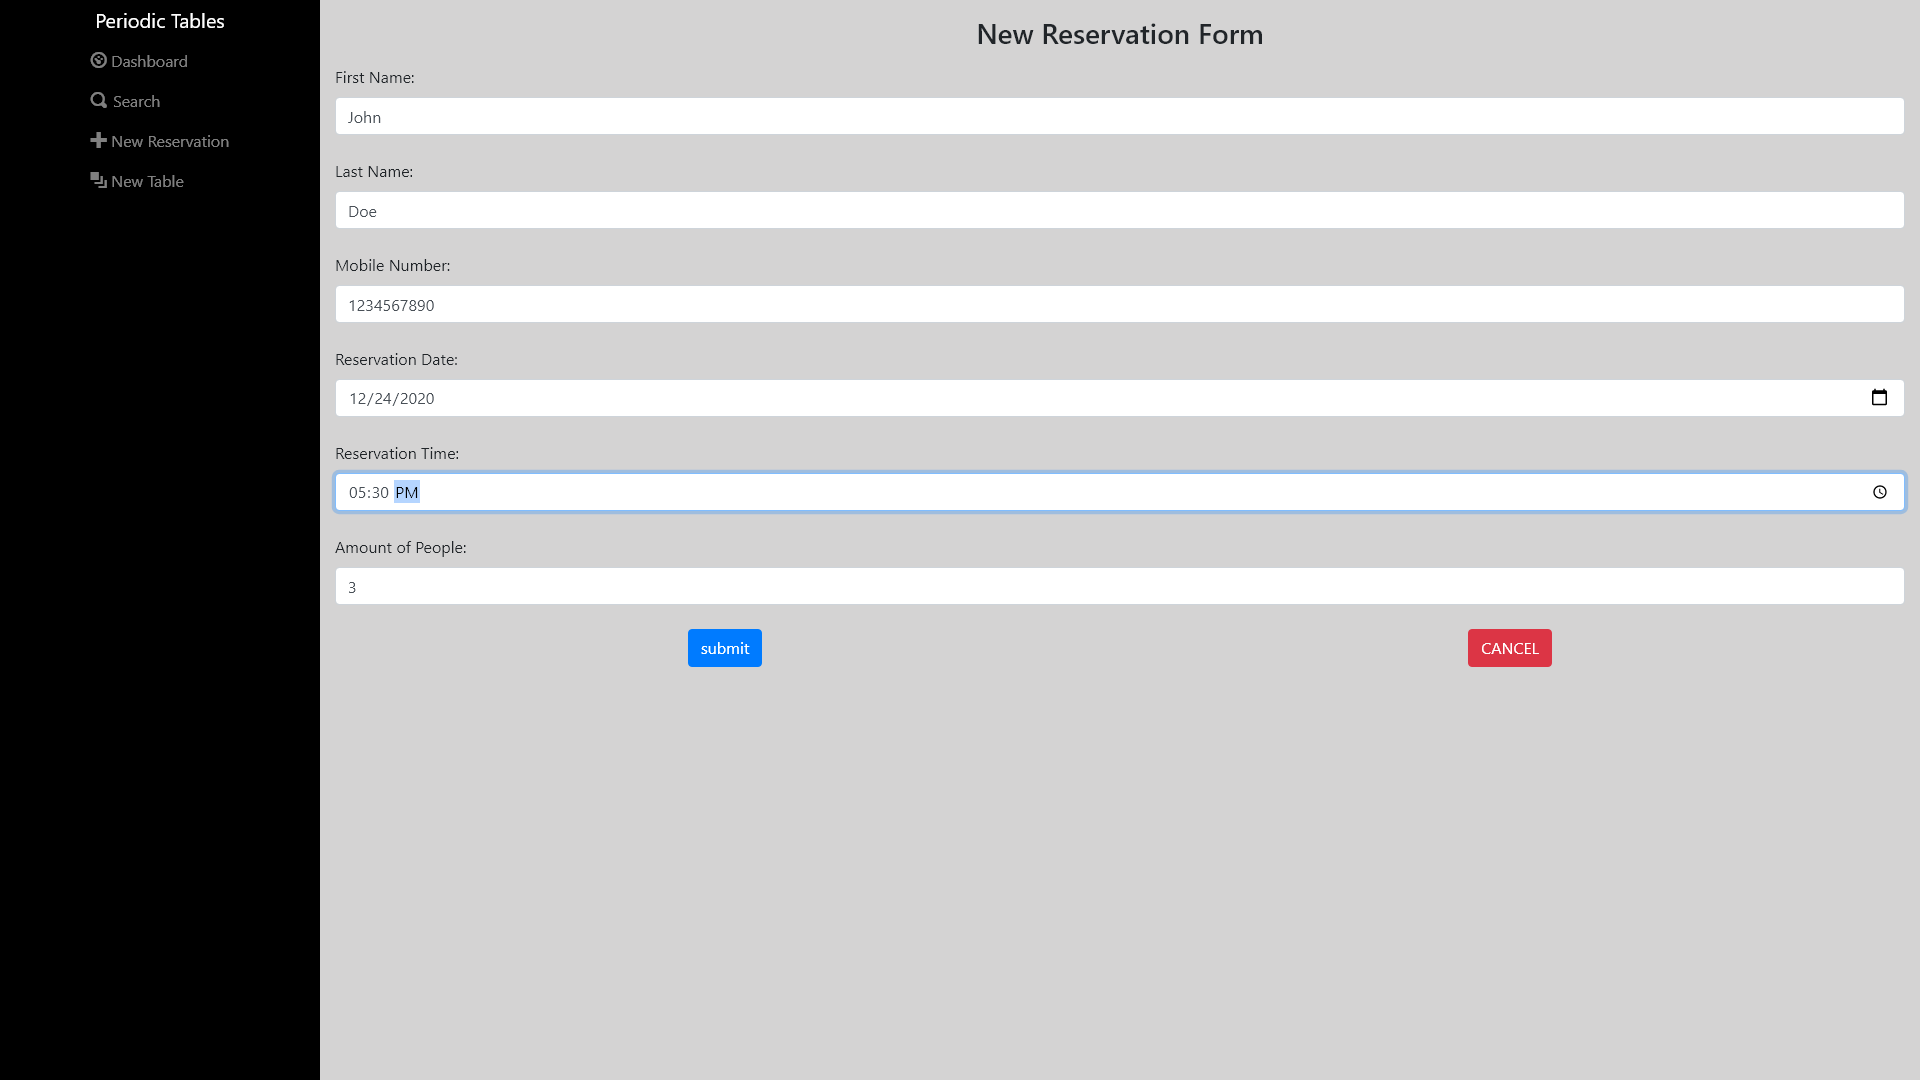 Periodic Tables
Dashboard
Search
New Reservation
New Table
New Reservation Form
First Name:
John
Last Name:
Doe
Mobile Number:
1234567890
Reservation Date:
12/24/2020
Reservation Time:
05:30 PM
Amount of People:
3
submit
CANCEL